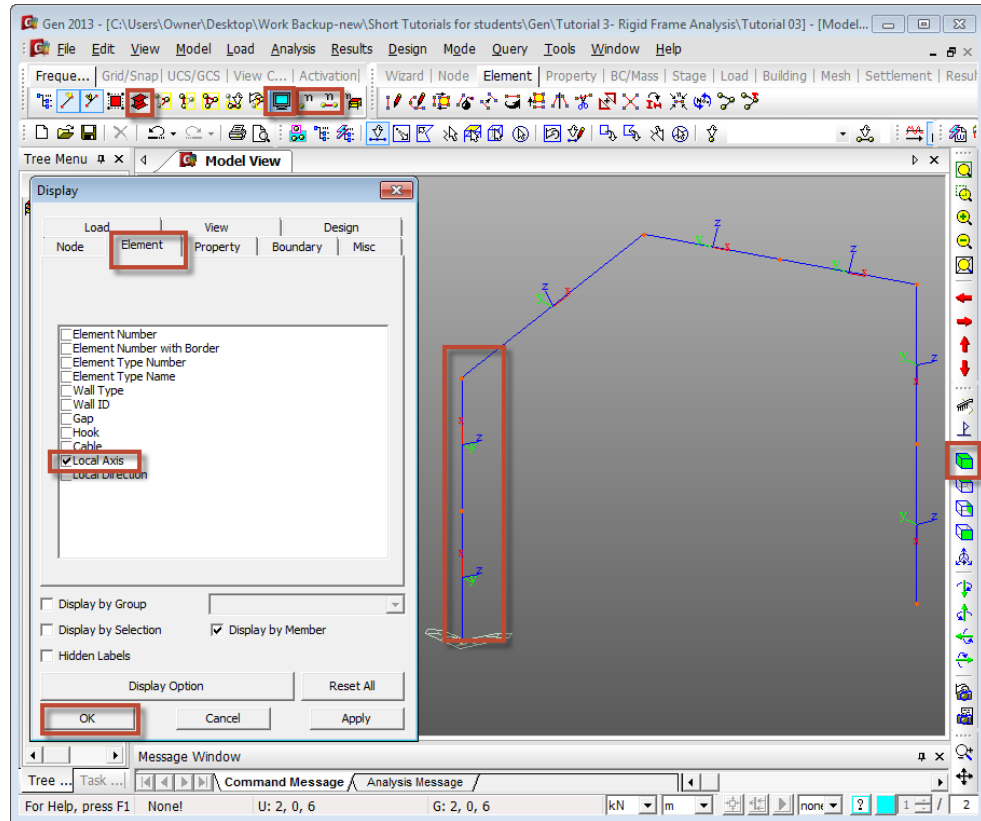 Gen 2013 - [C:\Users\Owner\Desktop\Work Backup-new\Short Tutorials for students\Gen\Tutorial 3- Rigid Frame Analysis\Tutorial 03] - [Model...
File Edit View Model Load Analysis Results Design Mode Query Tools Window Help
Freque... Grid/Snap UCS/GCS View C... Activation Wizard Node Element Property BC/Mass Stage Load Building Mesh Settlement Resul
Tree Menu Model View
Display
Load View Design
Node Element Property Boundary Misc
Element Number
Element Number with Border
Element Type Number
Element Type Name
Wall Type
Wall ID
Gap
Hook
Cable
Local Axis
Local Direction
Display by Group
Display by Selection Display by Member
Hidden Labels
Display Option Reset All
OK Cancel Apply
z
y x
z
y x
z
y x
y z
x
x
z
y
y z
x
x
z
y
Message Window
Tree ... Task ... Command Message Analysis Message
For Help, press F1 None! U: 2, 0, 6 G: 2, 0, 6 kN m none 1 / 2